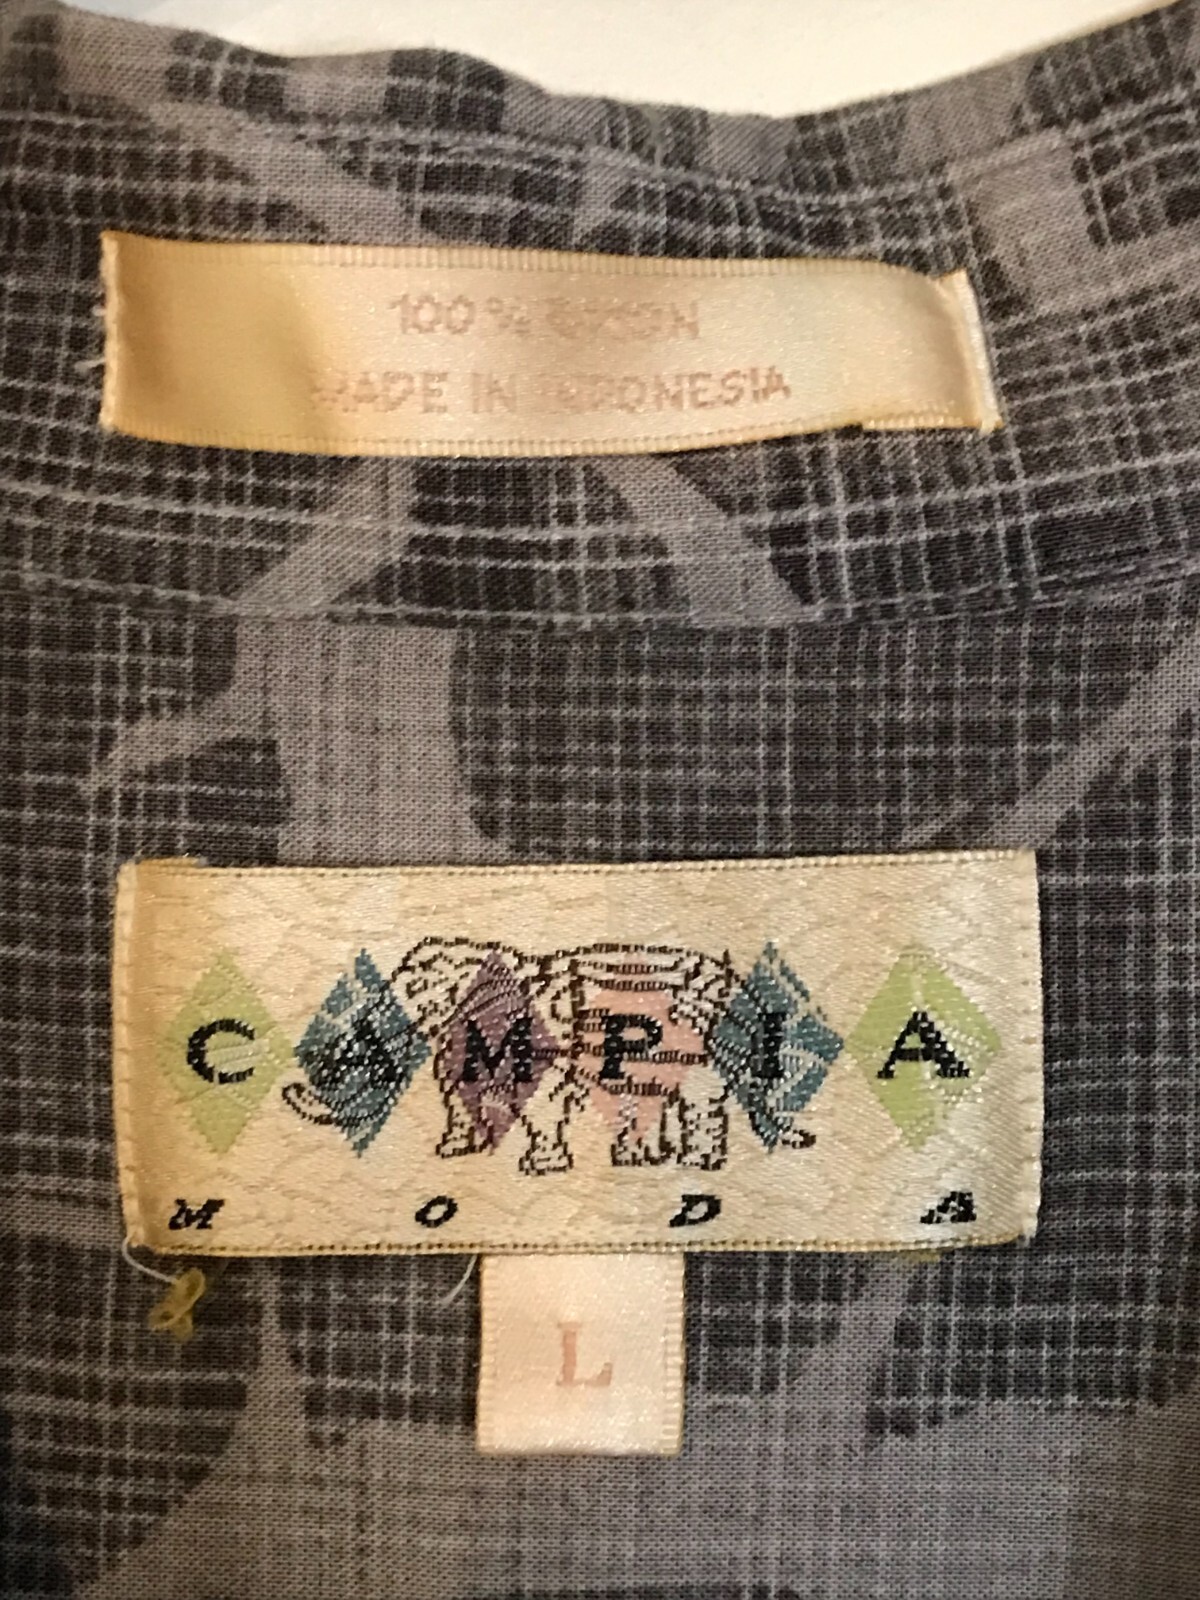 100% RAYON
MADE IN INDONESIA
CAMPIA
MODA
L